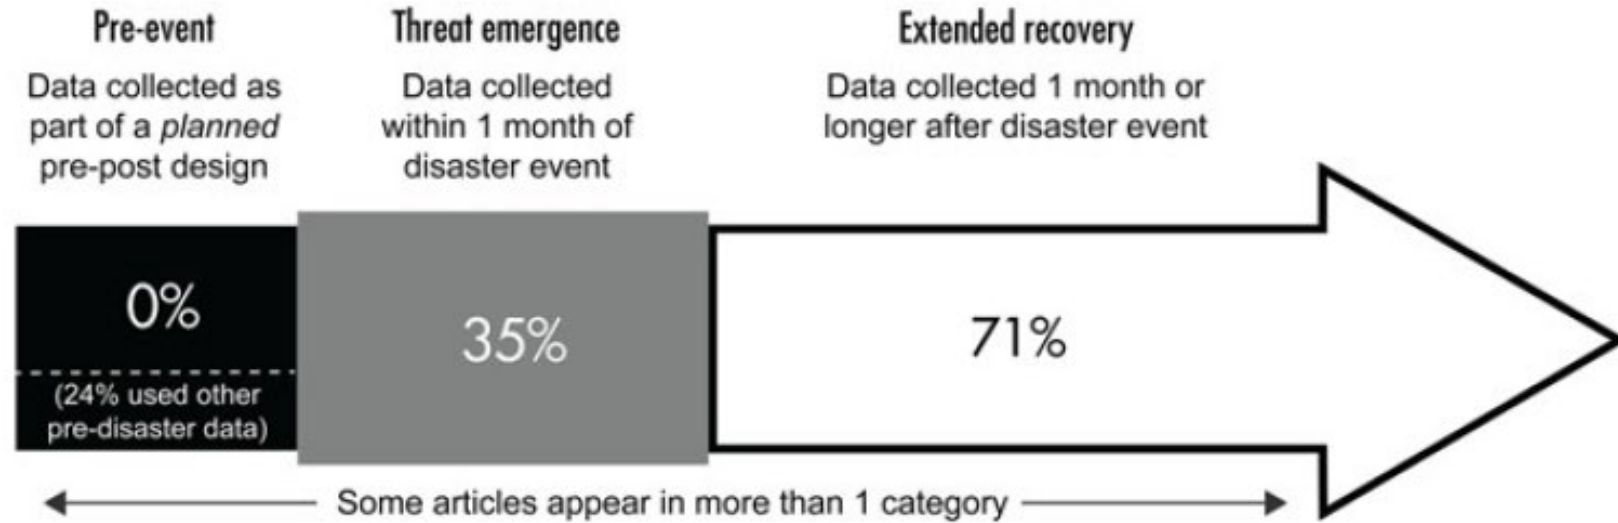 Pre-event
Data collected as
part of a planned
pre-post design
Threat emergence
Data collected
within 1 month of
disaster event
Extended recovery
Data collected 1 month or
longer after disaster event
0%
(24% used other
pre-disaster data)
35%
71%
Some articles appear in more than 1 category